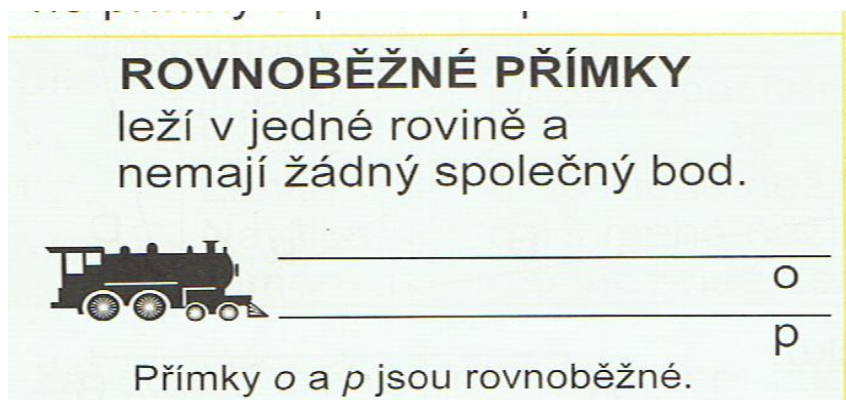 ROVNOBĚŽNÉ PŘÍMKY
leží v jedné rovině a
nemají žádný společný bod.
o
p
Přímky o a p jsou rovnoběžné.